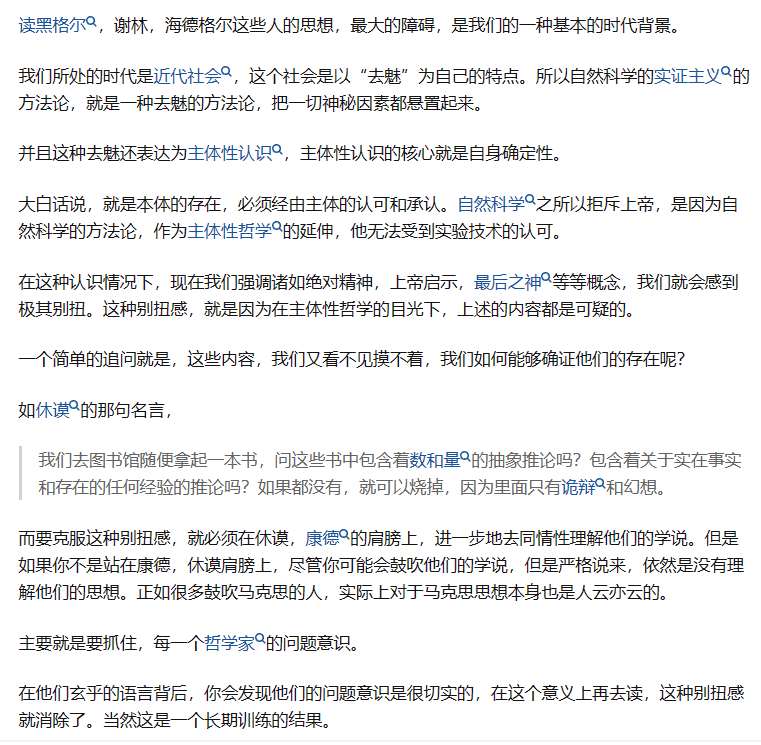 读黑格尔，谢林，海德格尔这些人的思想，最大的障碍，是我们的一种基本的时代背景。
我们所处的时代是近代社会，这个社会是以“去魅”为自己的特点。所以自然科学的实证主义的
方法论，就是一种去魅的方法论，把一切神秘因素都悬置起来。
并且这种去魅还表达为主体性认识，主体性认识的核心就是自身确定性。
大白话说，就是本体的存在，必须经由主体的认可和承认。自然科学之所以拒斥上帝，是因为自
然科学的方法论，作为主体性哲学的延伸，他无法受到实验技术的认可。
在这种认识情况下，现在我们强调诸如绝对精神，上帝启示，最后之神等等概念，我们就会感到
极其别扭。这种别扭感，就是因为在主体性哲学的目光下，上述的内容都是可疑的。
一个简单的追问就是，这些内容，我们又看不见摸不着，我们如何能够确证他们的存在呢？
如休谟的那句名言，
我们去图书馆随便拿起一本书，问这些书中包含着数和量的抽象推论吗？包含着关于实在事实
和存在的任何经验的推论吗？如果都没有，就可以烧掉，因为里面只有诡辩和幻想。
而要克服这种别扭感，就必须在休谟，康德的肩膀上，进一步地去同情性理解他们的学说。但是
如果你不是站在康德，休谟肩膀上，尽管你可能会鼓吹他们的学说，但是严格说来，依然是没有理
解他们的思想。正如很多鼓吹马克思的人，实际上对于马克思思想本身也是人云亦云的。
主要就是要抓住，每一个哲学家的问题意识。
在他们玄乎的语言背后，你会发现他们的问题意识是很切实的，在这个意义上再去读，这种别扭感
就消除了。当然这是一个长期训练的结果。